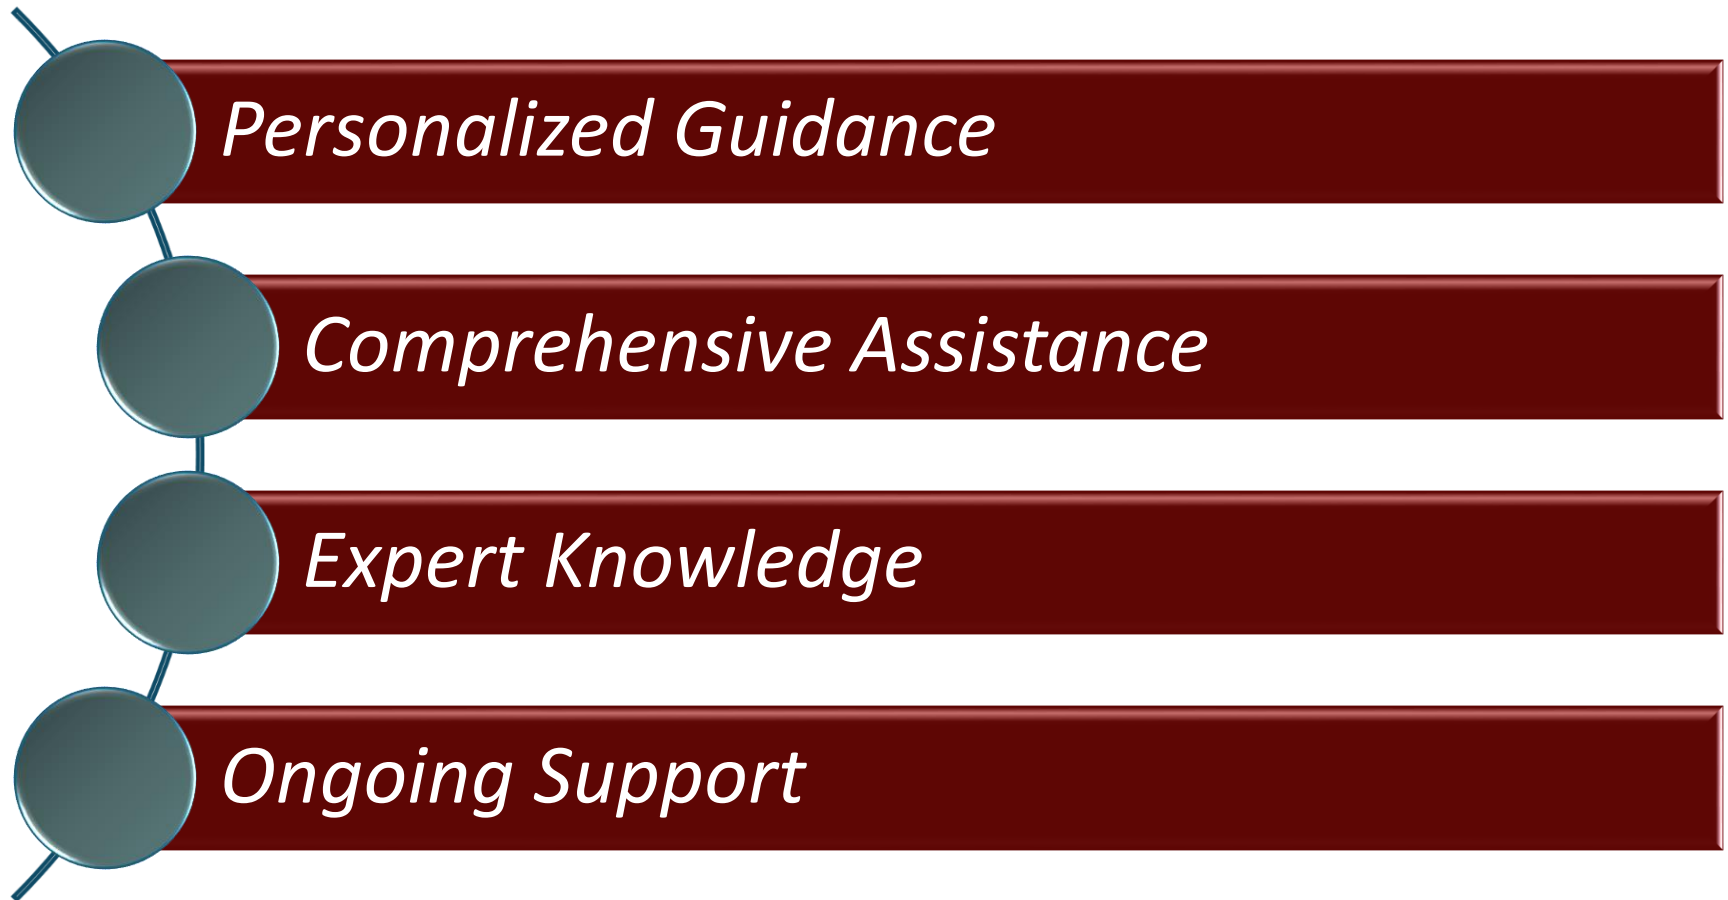 Personalized Guidance
Comprehensive Assistance
Expert Knowledge
Ongoing Support